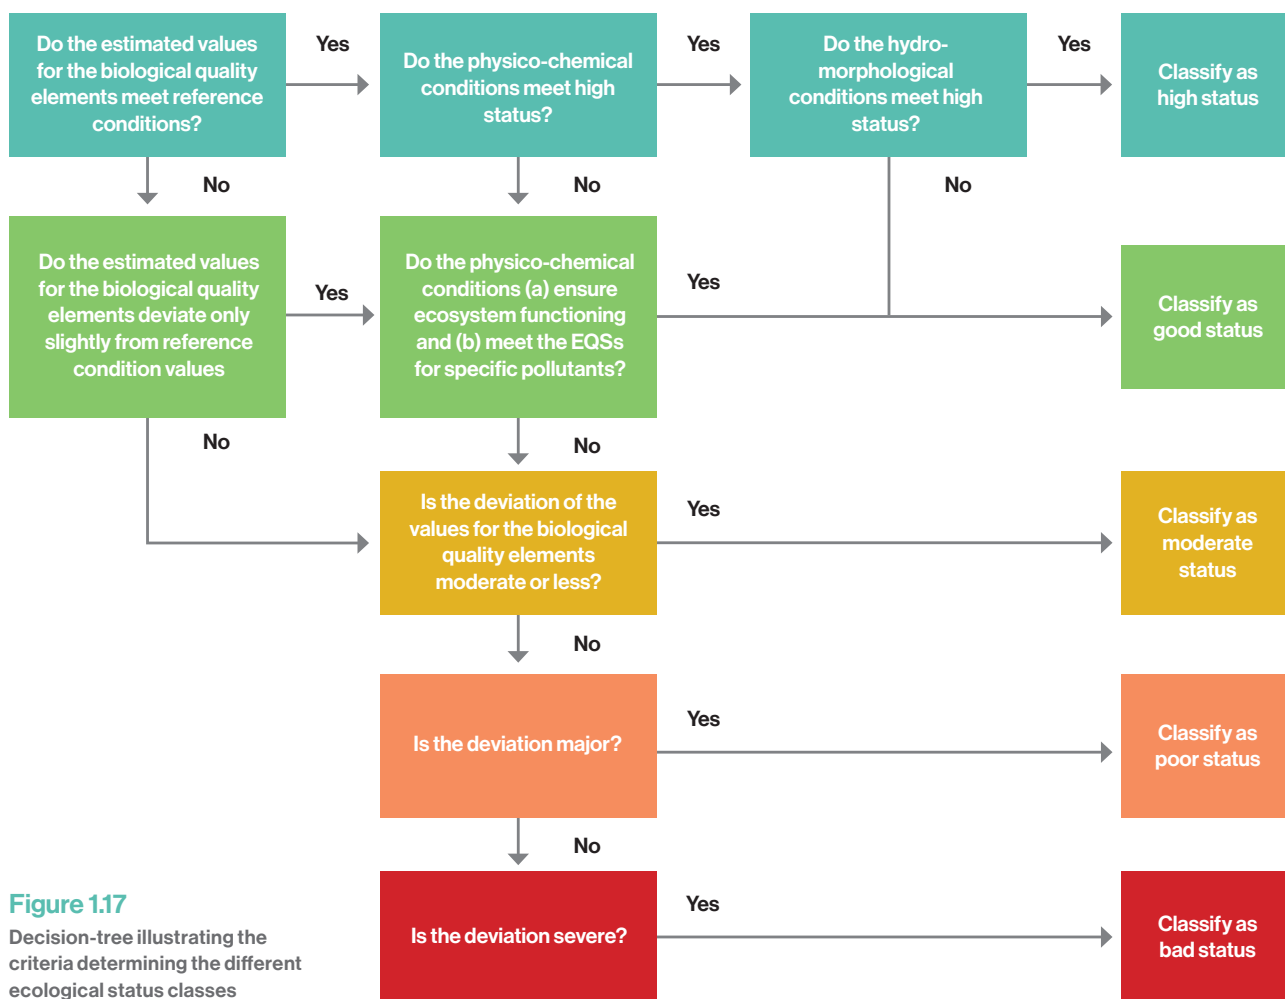 Do the estimated values
for the biological quality
elements meet reference
conditions?
Yes
Do the physico-chemical
conditions meet high
status?
Yes
Do the hydro-
morphological
conditions meet high
status?
Yes
Classify as
high status
No
No
No
Do the estimated values
for the biological quality
elements deviate only
slightly from reference
condition values
Yes
Do the physico-chemical
conditions (a) ensure
ecosystem functioning
and (b) meet the EQSs
for specific pollutants?
Yes
Classify as
good status
No
No
Is the deviation of the
values for the biological
quality elements
moderate or less?
Yes
Classify as
moderate
status
No
Is the deviation major?
Yes
Classify as
poor status
No
Is the deviation severe?
Yes
Classify as
bad status
Figure 1.17
Decision-tree illustrating the
criteria determining the different
ecological status classes